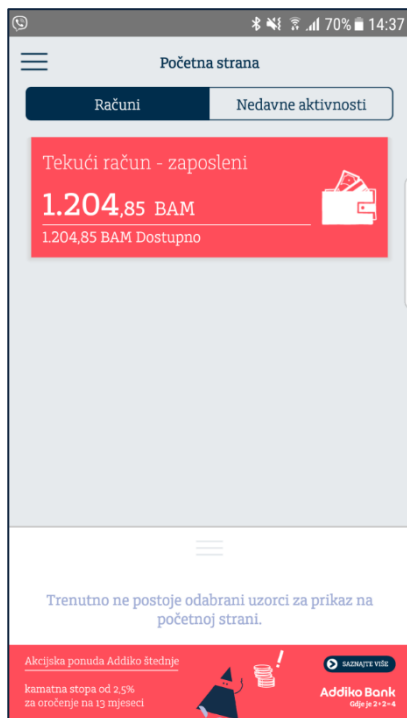 70% 14:37
Početna strana
Računi
Nedavne aktivnosti
Tekući račun - zaposleni
1.204,85 BAM
1.204,85 BAM Dostupno
Trenutno ne postoje odabrani uzorci za prikaz na
početnoj strani.
Akcijska ponuda Addiko štednje
kamatna stopa od 2,5%
za oročenje na 13 mjeseci
SAZNAJTE VIŠE
Addiko Bank
Gdje je 2+2=4